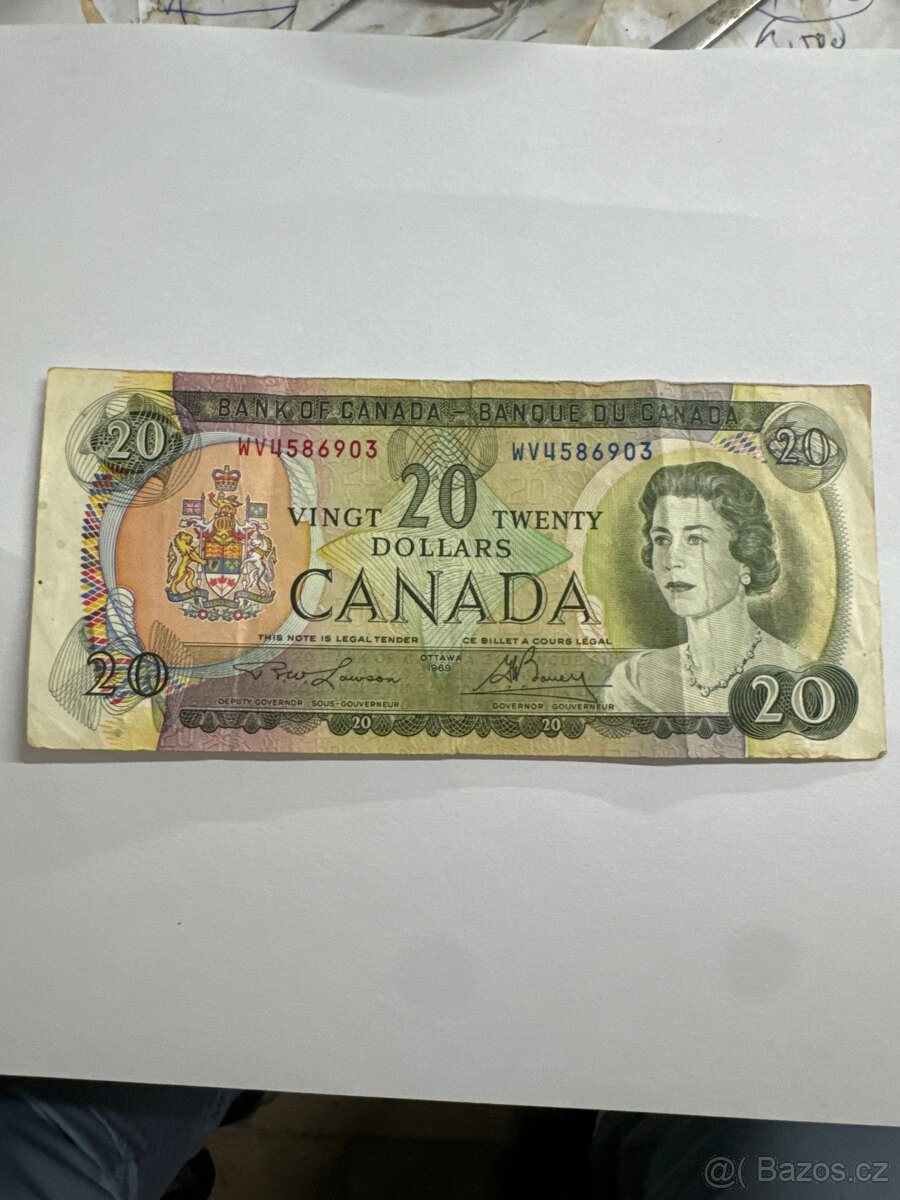 BANK OF CANADA – BANQUE DU CANADA
20 20
WV4586903 WV4586903
VINGT 20 TWENTY
DOLLARS
CANADA
THIS NOTE IS LEGAL TENDER CE BILLET A COURS LÉGAL
OTTAWA
1969
20 20
DEPUTY GOVERNOR SOUS-GOUVERNEUR GOVERNOR GOUVERNEUR
20 20
@( Bazos.cz